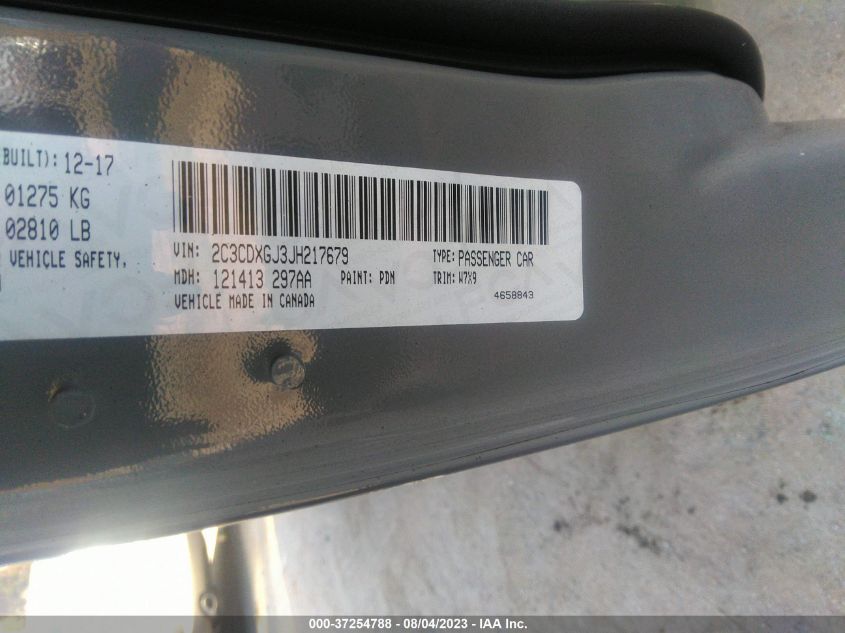 BUILT): 12-17
01275 KG
02810 LB
VEHICLE SAFETY,
VIN: 2C3CDXGJ3JH217679 TYPE: PASSENGER CAR
MDH: 121413 297AA PAINT: PDN TRIM: W7X9
VEHICLE MADE IN CANADA 4658843
000-37254788 - 08/04/2023 - IAA Inc.